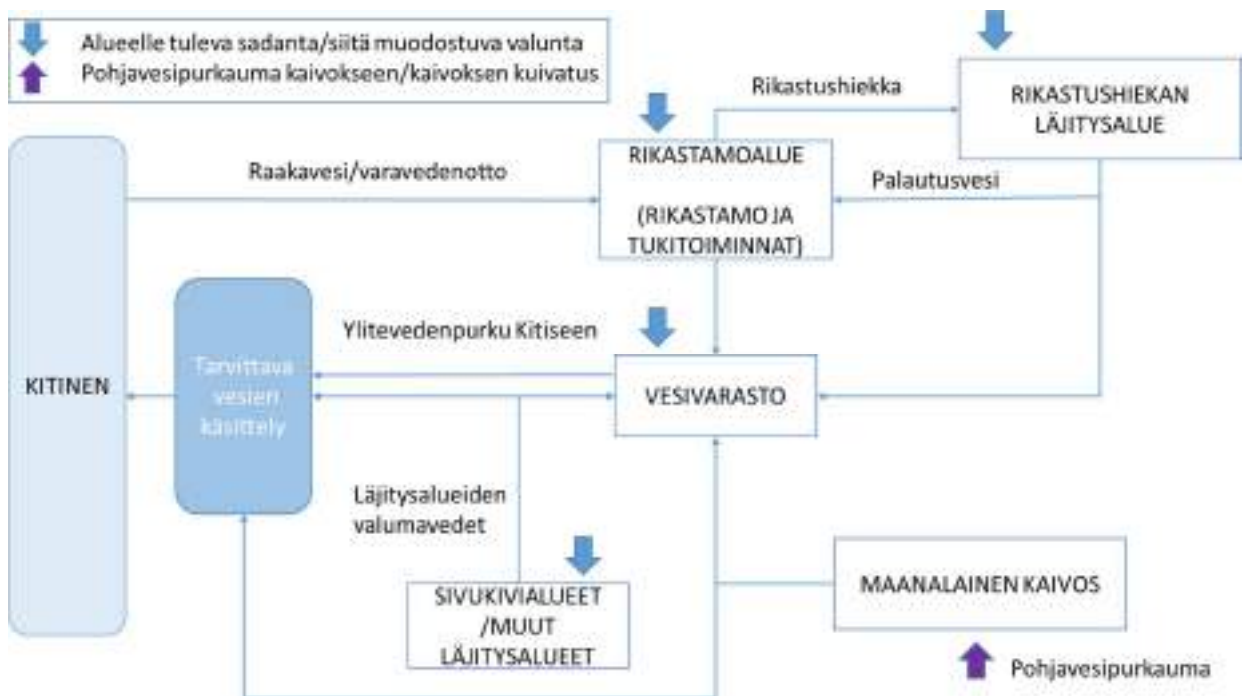 Alueelle tuleva sadanta/siitä muodostuva valunta
Pohjavesipurkauma kaivokseen/kaivoksen kuivatus
Rikastushiekka
RIKASTUSHIEKAN
LÄJITYSALUE
RIKASTAMOALUE
(RIKASTAMO JA
TUKITOIMINNAT)
Raakavesi/varavedenotto
Palautusvesi
Ylitevedenpurku Kitiseen
KITINEN
Tarvittava
vesien
käsittely
VESIVARASTO
Läjitysalueiden
valumavedet
SIVUKIVIALUEET
/MUUT
LÄJITYSALUEET
MAANALAINEN KAIVOS
Pohjavesipurkauma